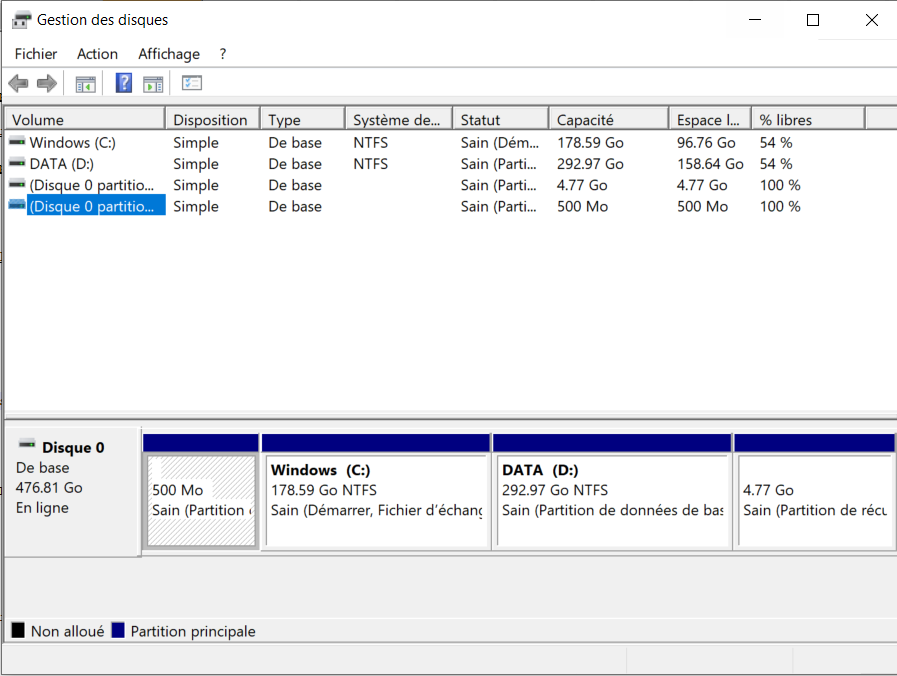 Gestion des disques
Fichier Action Affichage ?
Volume Disposition Type Système de... Statut Capacité Espace l... % libres
Windows (C:) Simple De base NTFS Sain (Dém... 178.59 Go 96.76 Go 54 %
DATA (D:) Simple De base NTFS Sain (Parti... 292.97 Go 158.64 Go 54 %
(Disque 0 partitio... Simple De base Sain (Parti... 4.77 Go 4.77 Go 100 %
(Disque 0 partitio... Simple De base Sain (Parti... 500 Mo 500 Mo 100 %
Disque 0
De base
476.81 Go
En ligne
500 Mo
Sain (Partition
Windows (C:)
178.59 Go NTFS
Sain (Démarrer, Fichier d’échang
DATA (D:)
292.97 Go NTFS
Sain (Partition de données de bas
4.77 Go
Sain (Partition de récu
Non alloué Partition principale